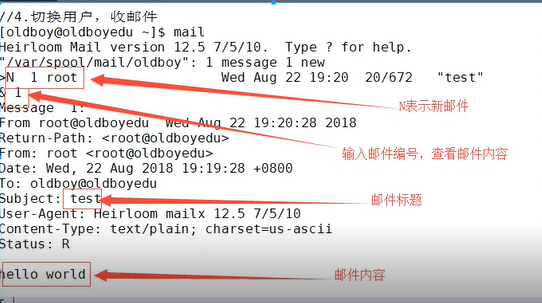 //4.切换用户，收邮件
[oldboy@oldboyedu ~]$ mail
Heirloom Mail version 12.5 7/5/10.  Type ? for help.
"/var/spool/mail/oldboy": 1 message 1 new
>N  1 root                  Wed Aug 22 19:20  20/672   "test"
N表示新邮件
& 1
Message  1:
From root@oldboyedu  Wed Aug 22 19:20:28 2018
Return-Path: <root@oldboyedu>
From: root <root@oldboyedu>
输入邮件编号，查看邮件内容
Date: Wed, 22 Aug 2018 19:19:28 +0800
To: oldboy@oldboyedu
Subject: test
邮件标题
User-Agent: Heirloom mailx 12.5 7/5/10
Content-Type: text/plain; charset=us-ascii
Status: R
hello world
邮件内容